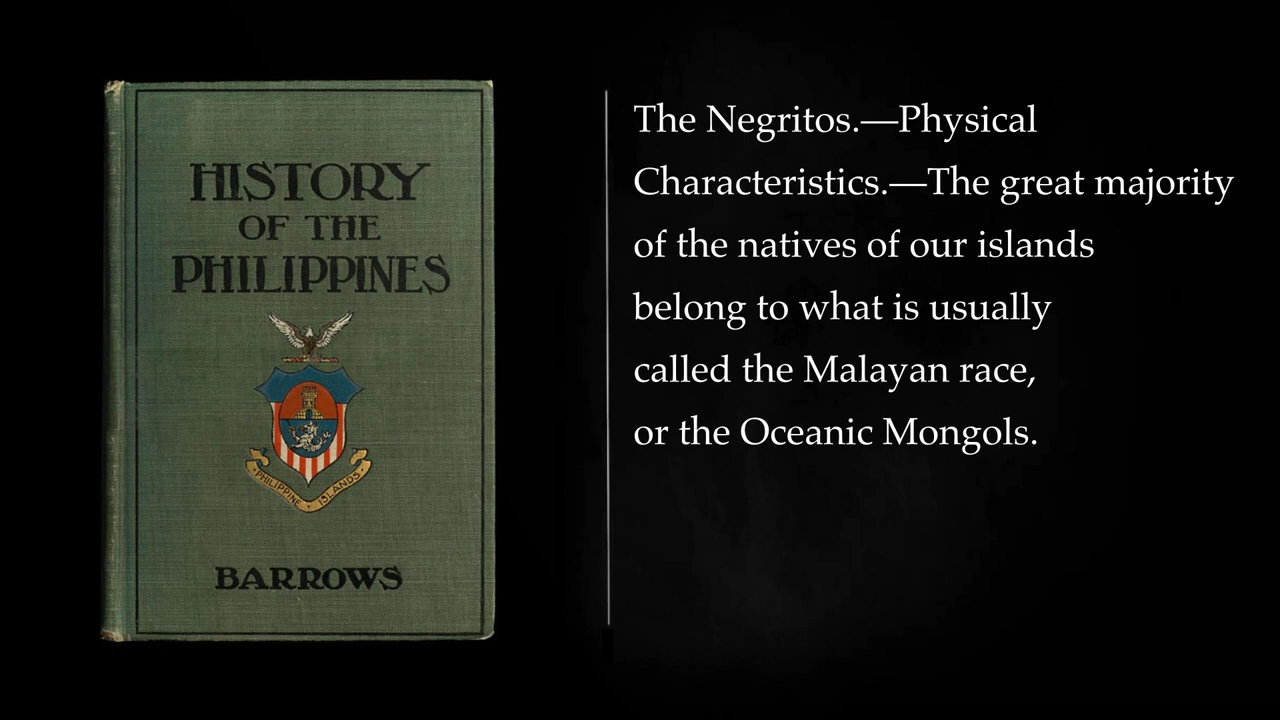 HISTORY
OF THE
PHILIPPINES
PHILIPPINE ISLANDS
BARROWS
The Negritos.—Physical
Characteristics.—The great majority
of the natives of our islands
belong to what is usually
called the Malayan race,
or the Oceanic Mongols.